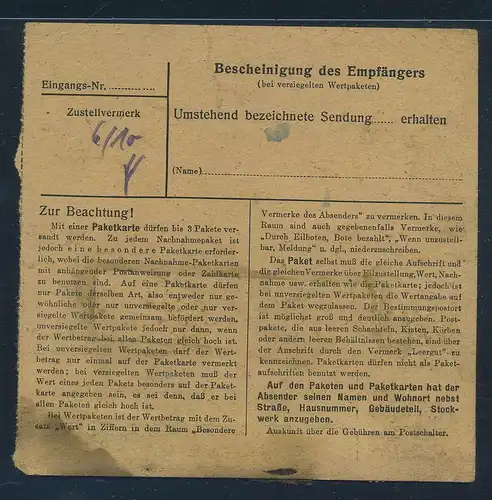 Eingangs-Nr.
Bescheinigung des Empfängers
(bei versiegelten Wertpaketen)
Zustellvermerk
6/10
Umstehend bezeichnete Sendung...... erhalten
(Name)
Zur Beachtung!
Mit einer Paketkarte dürfen bis 3 Pakete ver-
sandt werden. Zu jedem Nachnahmepaket ist
jedoch eine besondere Paketkarte erforder-
lich, wobei die besonderen Nachnahme-Paketkarten
mit anhängender Postanweisung oder Zahlkarte
zu benutzen sind. Auf eine Paketkarte dürfen
nur Pakete derselben Art, also entweder nur ge-
wöhnliche oder nur unversiegelte oder nur ver-
siegelte Wertpakete gemeinsam befördert werden,
unversiegelte Wertpakete jedoch nur dann, wenn
der Wertbetrag bei allen Paketen gleich hoch ist.
Bei unversiegelten Wertpaketen darf der Wert-
betrag nur einmal auf der Paketkarte vermerkt
werden; bei versiegelten Wertpaketen muß der
Wert eines jeden Pakets besonders auf der Paket-
karte angegeben sein, es sei denn, daß er bei
allen Paketen gleich hoch ist.
Bei Wertpaketen ist der Wertbetrag mit dem Zu-
satz „Wert" in Ziffern in dem Raum „Besondere
Vermerke des Absenders" zu vermerken. In diesem
Raum sind auch gegebenenfalls Vermerke, wie
„Durch Eilboten, Bote bezahlt", „Wenn unzustell-
bar, Meldung" u. dgl., niederzuschreiben.
Das Paket selbst muß die gleiche Aufschrift und
die gleichen Vermerke über Eilzustellung, Wert, Nach-
nahme usw. erhalten wie die Paketkarte; jedoch ist
bei versiegelten Wertpaketen die Wertangabe auf
dem Paket wegzulassen. Der Bestimmungspostort
ist möglichst groß und deutlich anzugeben. Post-
pakete, die aus leeren Schachteln, Kisten, Körben
oder andern leeren Behältnissen bestehen, sind über
der Anschrift durch den Vermerk „Leergut" zu
kennzeichnen. Paketkarten dürfen nicht als Paket-
aufschriften benutzt werden.
Auf den Paketen und Paketkarten hat der
Absender seinen Namen und Wohnort nebst
Straße, Hausnummer, Gebäudeteil, Stock-
werk anzugeben.
Auskunft über die Gebühren am Postschalter.